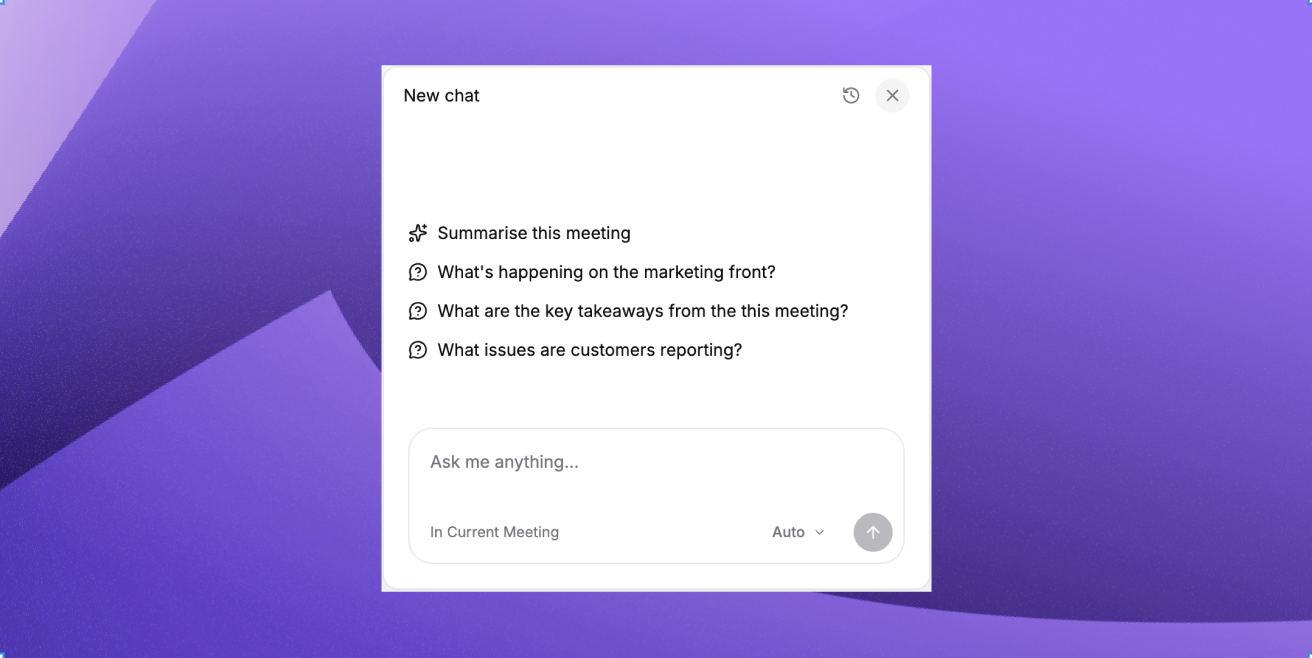 New chat
Summarise this meeting
What's happening on the marketing front?
What are the key takeaways from the this meeting?
What issues are customers reporting?
Ask me anything...
In Current Meeting
Auto